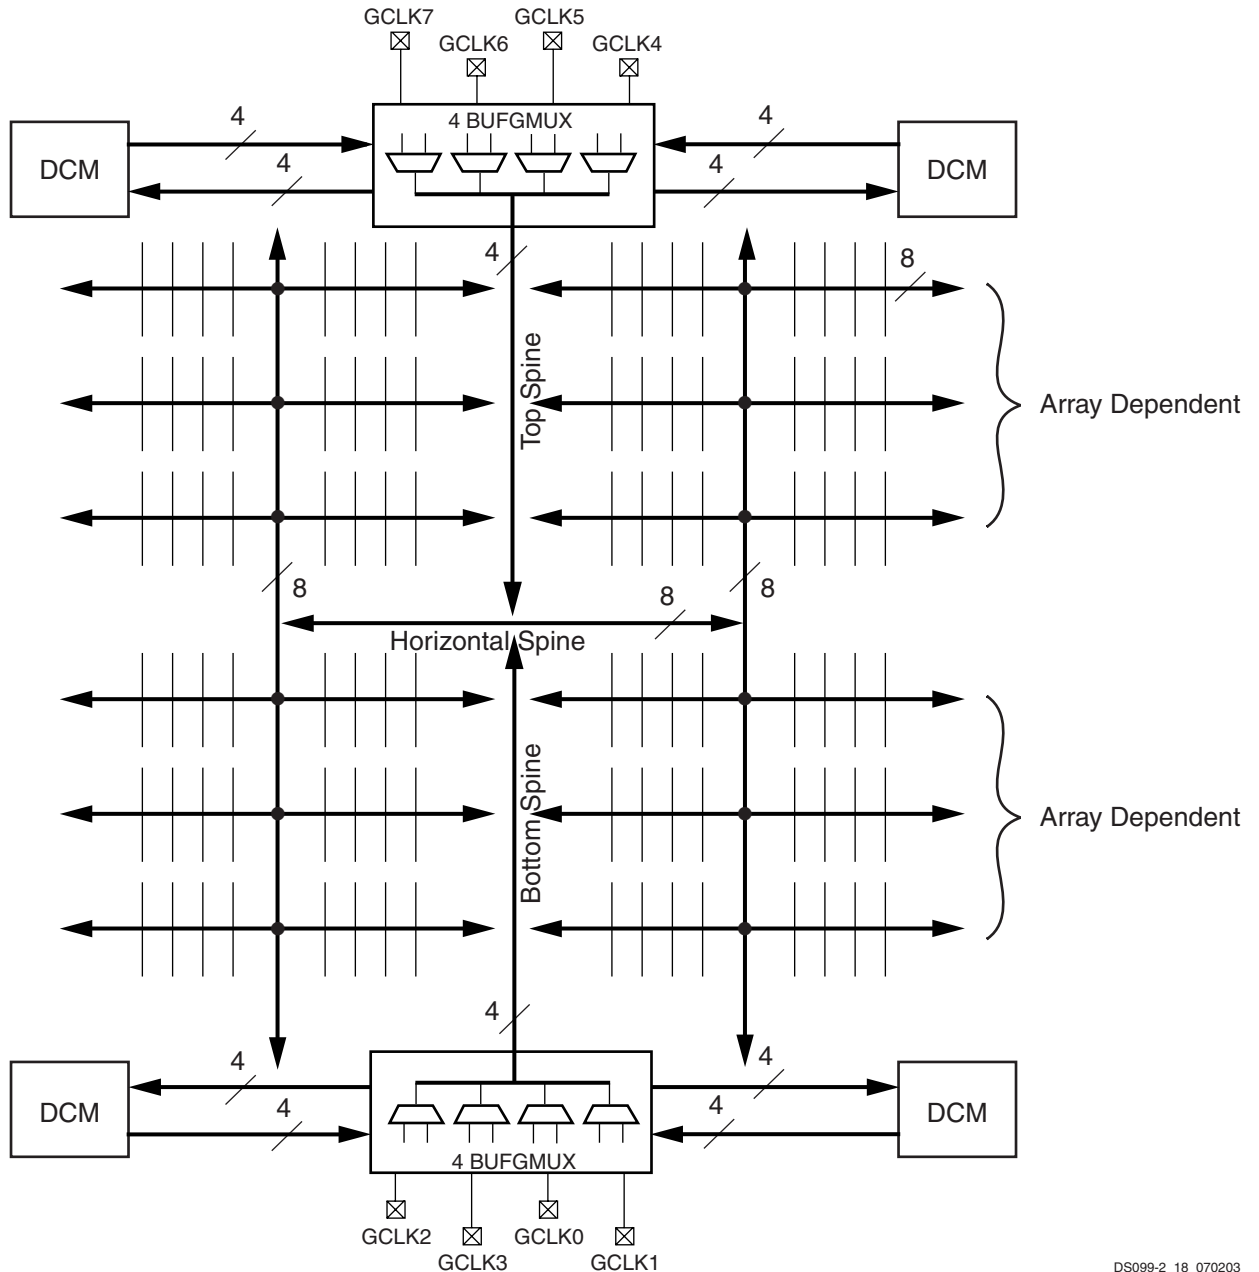 GCLK7
GCLK5
GCLK6
GCLK4
4
4 BUFGMUX
4
DCM
DCM
4
4
4
8
Top Spine
Array Dependent
8
8
8
Horizontal Spine
Bottom Spine
Array Dependent
4
4
4
DCM
DCM
4
4
4 BUFGMUX
GCLK2
GCLK0
GCLK3
GCLK1
DS099-2_18_070203